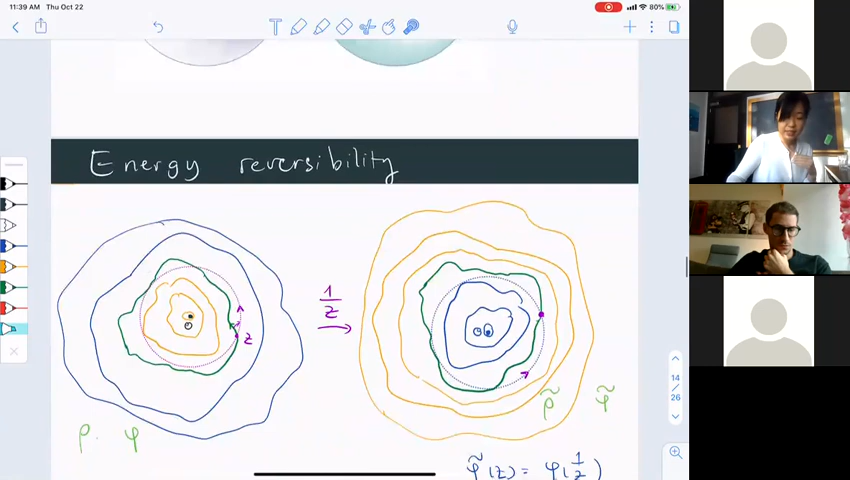 11:39 AM Thu Oct 22
80%
Energy reversibility
1/z
z
ρ. φ
ρ̃ φ̃
φ̃(z) = φ(1/z)
14
/
26